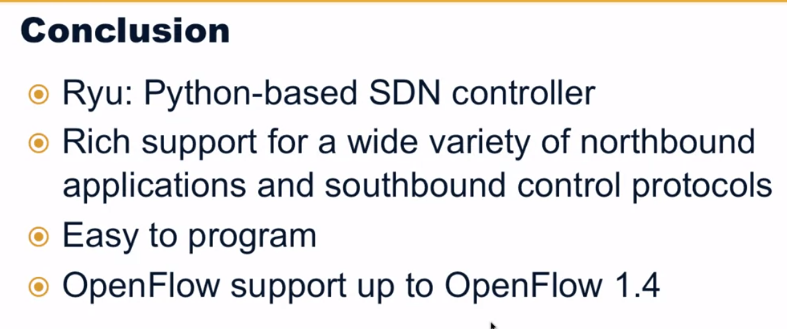 Conclusion
Ryu: Python-based SDN controller
Rich support for a wide variety of northbound
applications and southbound control protocols
Easy to program
OpenFlow support up to OpenFlow 1.4